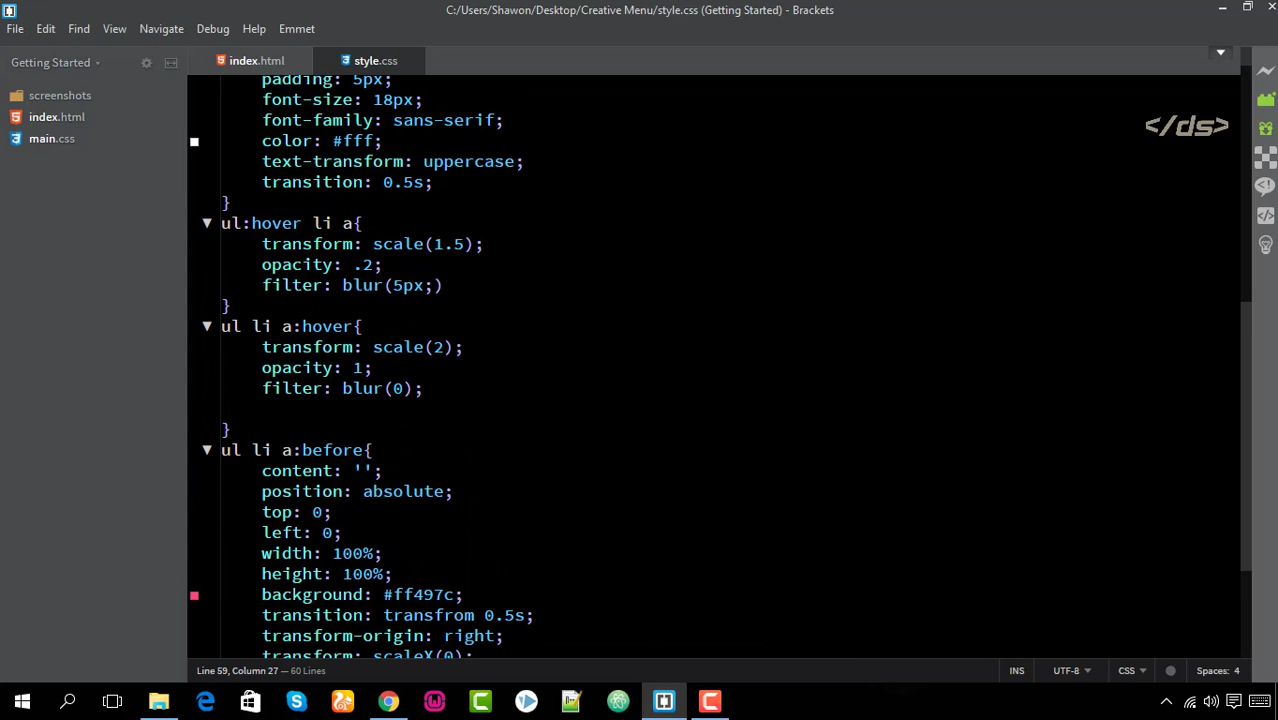 C:/Users/Shawon/Desktop/Creative Menu/style.css (Getting Started) - Brackets
File Edit Find View Navigate Debug Help Emmet
Getting Started
index.html
style.css
screenshots
index.html
main.css
</ds>
padding: 5px;
font-size: 18px;
font-family: sans-serif;
color: #fff;
text-transform: uppercase;
transition: 0.5s;
}
ul:hover li a{
transform: scale(1.5);
opacity: .2;
filter: blur(5px;)
}
ul li a:hover{
transform: scale(2);
opacity: 1;
filter: blur(0);
}
ul li a:before{
content: '';
position: absolute;
top: 0;
left: 0;
width: 100%;
height: 100%;
background: #ff497c;
transition: transfrom 0.5s;
transform-origin: right;
transform: scaleX(0);
Line 59, Column 27 — 60 Lines
INS UTF-8 CSS Spaces: 4